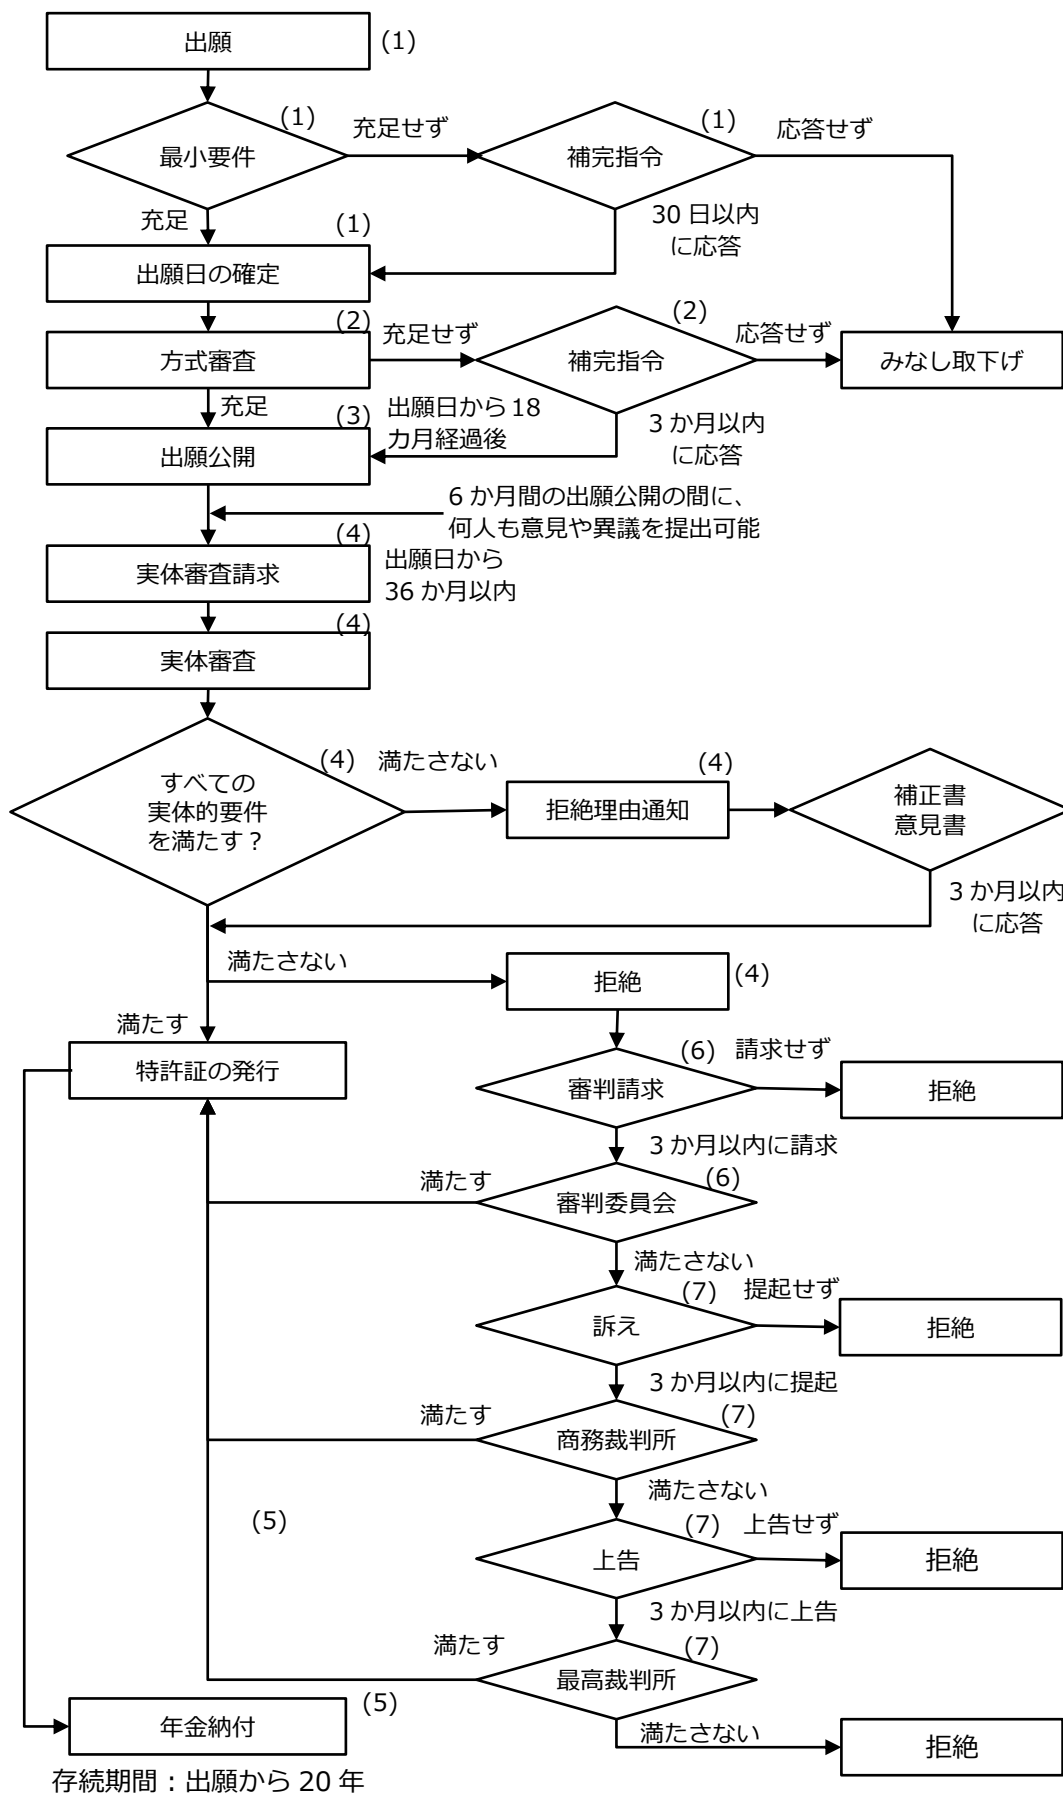 出願
(1)
(1)
充足せず
(1)
応答せず
最小要件
補完指令
充足
(1)
30 日以内
に応答
出願日の確定
(2)
充足せず
(2)
応答せず
方式審査
補完指令
みなし取下げ
充足
(3)
出願日から 18
カ月経過後
3 か月以内
に応答
出願公開
6 か月間の出願公開の間に、
何人も意見や異議を提出可能
(4)
実体審査請求
出願日から
36 か月以内
(4)
実体審査
(4)
満たさない
(4)
すべての
実体的要件
を満たす？
拒絶理由通知
補正書
意見書
3 か月以内
に応答
満たさない
拒絶
(4)
満たす
特許証の発行
(6)
請求せず
審判請求
拒絶
3 か月以内に請求
満たす
(6)
審判委員会
満たさない
(7)
提起せず
訴え
拒絶
3 か月以内に提起
満たす
(7)
商務裁判所
満たさない
(5)
(7)
上告せず
上告
拒絶
3 か月以内に上告
満たす
(7)
最高裁判所
(5)
年金納付
満たさない
拒絶
存続期間：出願から 20 年